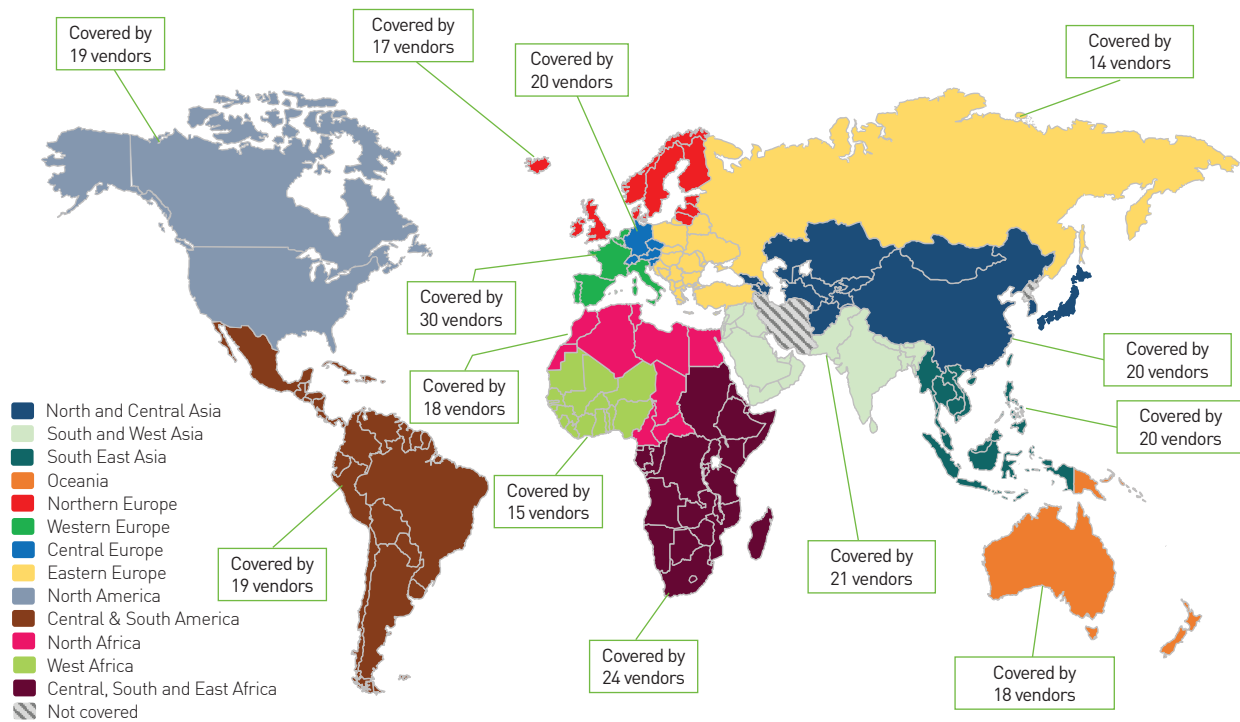 Covered by
19 vendors
Covered by
17 vendors
Covered by
20 vendors
Covered by
14 vendors
Covered by
30 vendors
Covered by
18 vendors
Covered by
20 vendors
Covered by
20 vendors
Covered by
15 vendors
Covered by
21 vendors
Covered by
19 vendors
Covered by
24 vendors
Covered by
18 vendors
North and Central Asia
South and West Asia
South East Asia
Oceania
Northern Europe
Western Europe
Central Europe
Eastern Europe
North America
Central & South America
North Africa
West Africa
Central, South and East Africa
Not covered